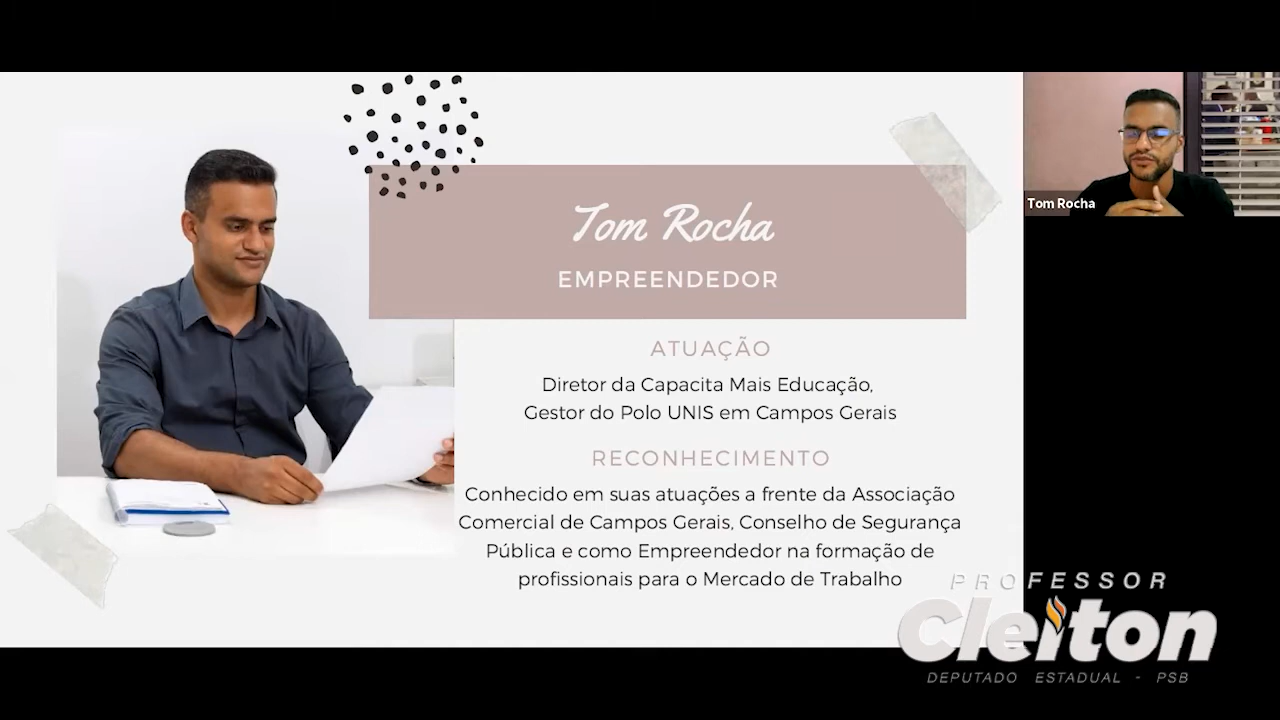 Tom Rocha
EMPREENDEDOR
ATUAÇÃO
Diretor da Capacita Mais Educação,
Gestor do Polo UNIS em Campos Gerais
RECONHECIMENTO
Conhecido em suas atuações a frente da Associação
Comercial de Campos Gerais, Conselho de Segurança
Pública e como Empreendedor na formação de
profissionais para o Mercado de Trabalho
Tom Rocha
PROFESSOR
Cleiton
DEPUTADO ESTADUAL - PSB